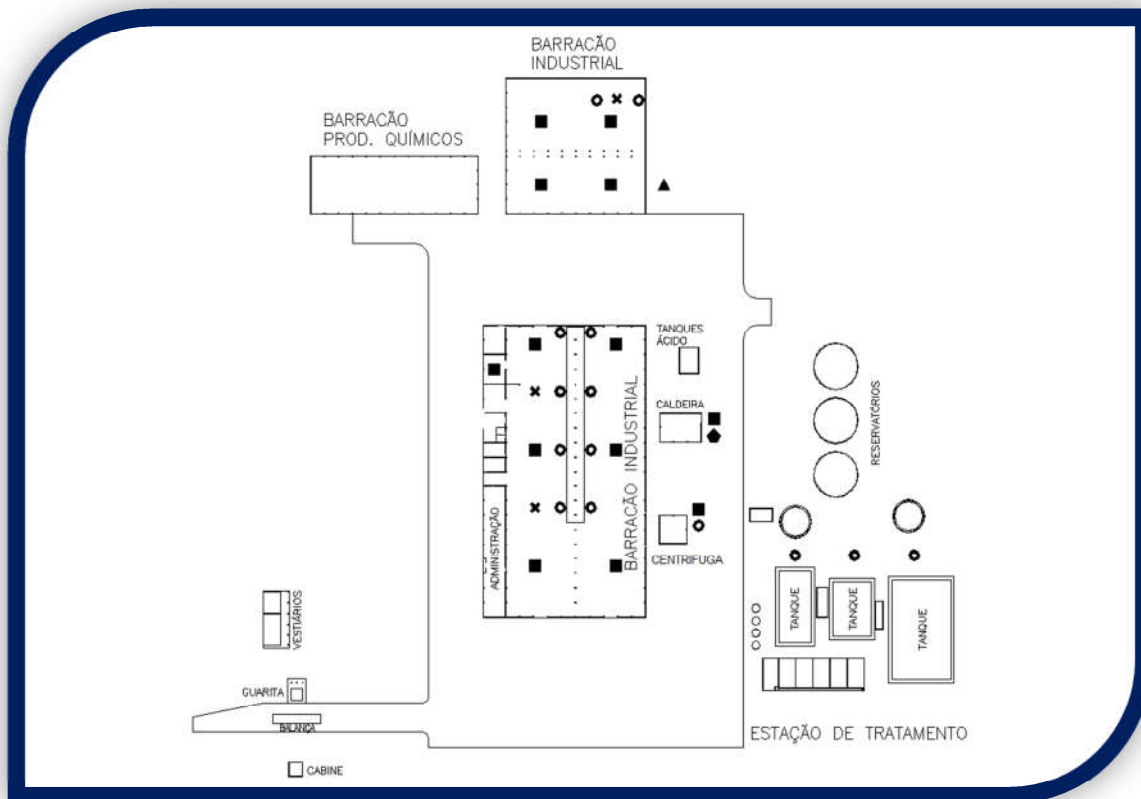 BARRACÃO
INDUSTRIAL
BARRACÃO
PROD. QUÍMICOS
TANQUES
ÁCIDO
CALDEIRA
BARRACÃO INDUSTRIAL
RESERVATÓRIOS
ADMINISTRAÇÃO
CENTRIFUGA
VESTIÁRIOS
TANQUE
TANQUE
TANQUE
GUARITA
BALANÇA
ESTAÇÃO DE TRATAMENTO
CABINE